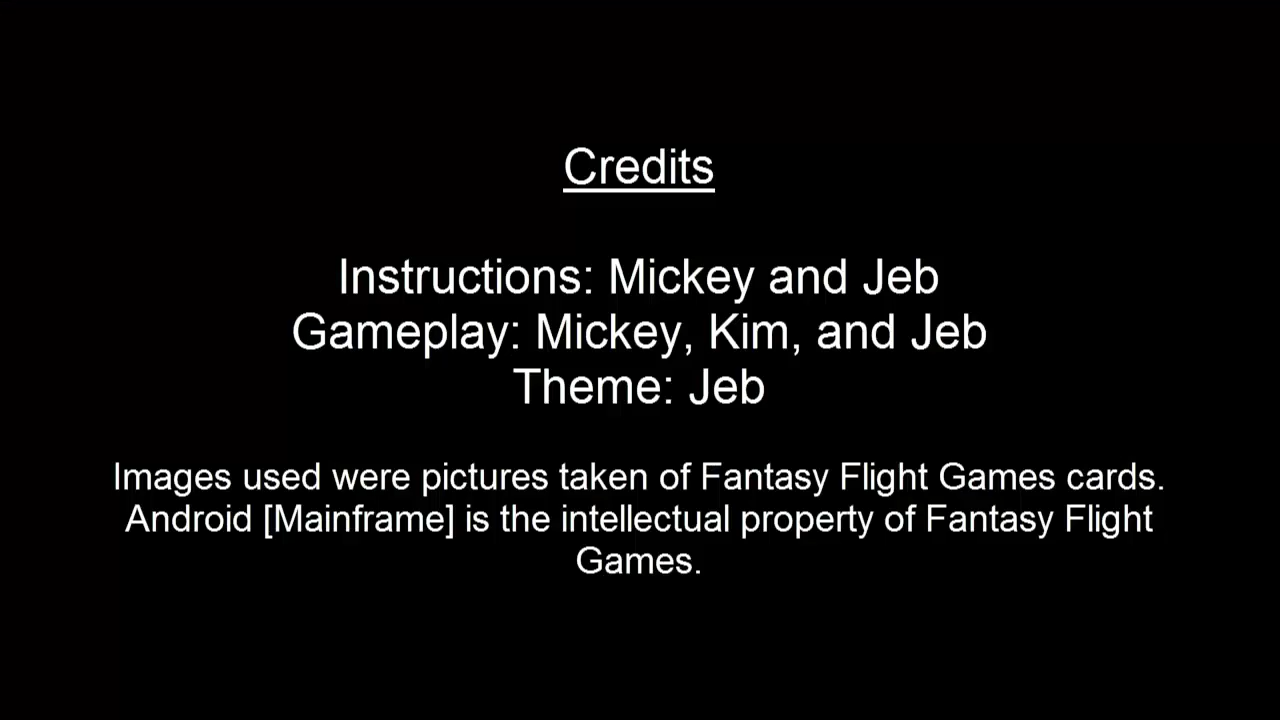 Credits
Instructions: Mickey and Jeb
Gameplay: Mickey, Kim, and Jeb
Theme: Jeb
Images used were pictures taken of Fantasy Flight Games cards.
Android [Mainframe] is the intellectual property of Fantasy Flight
Games.